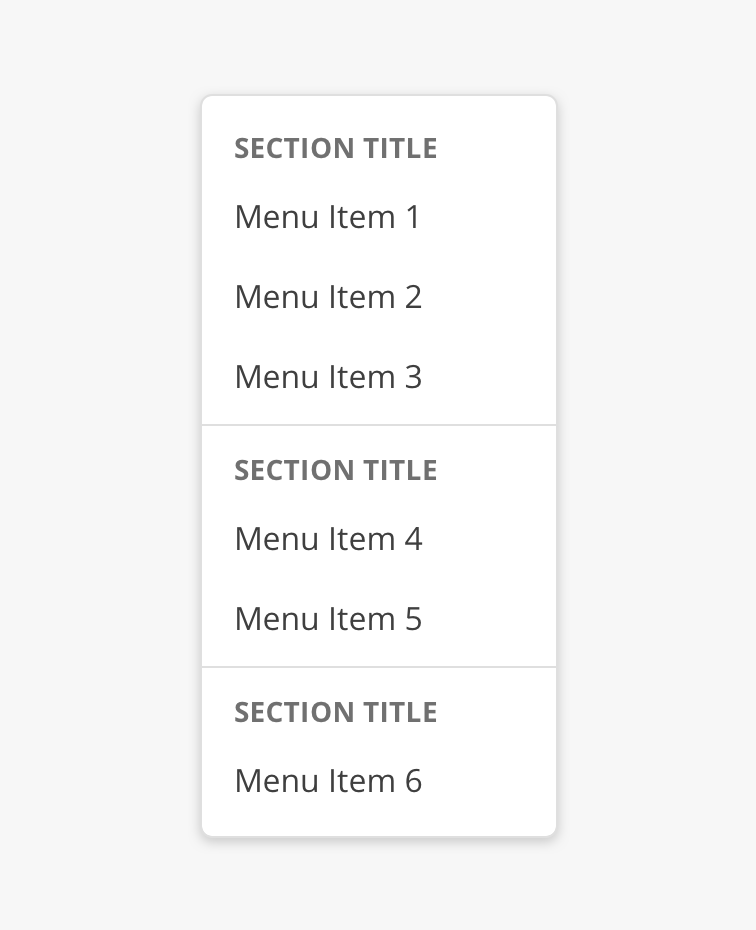 SECTION TITLE
Menu Item 1
Menu Item 2
Menu Item 3
SECTION TITLE
Menu Item 4
Menu Item 5
SECTION TITLE
Menu Item 6